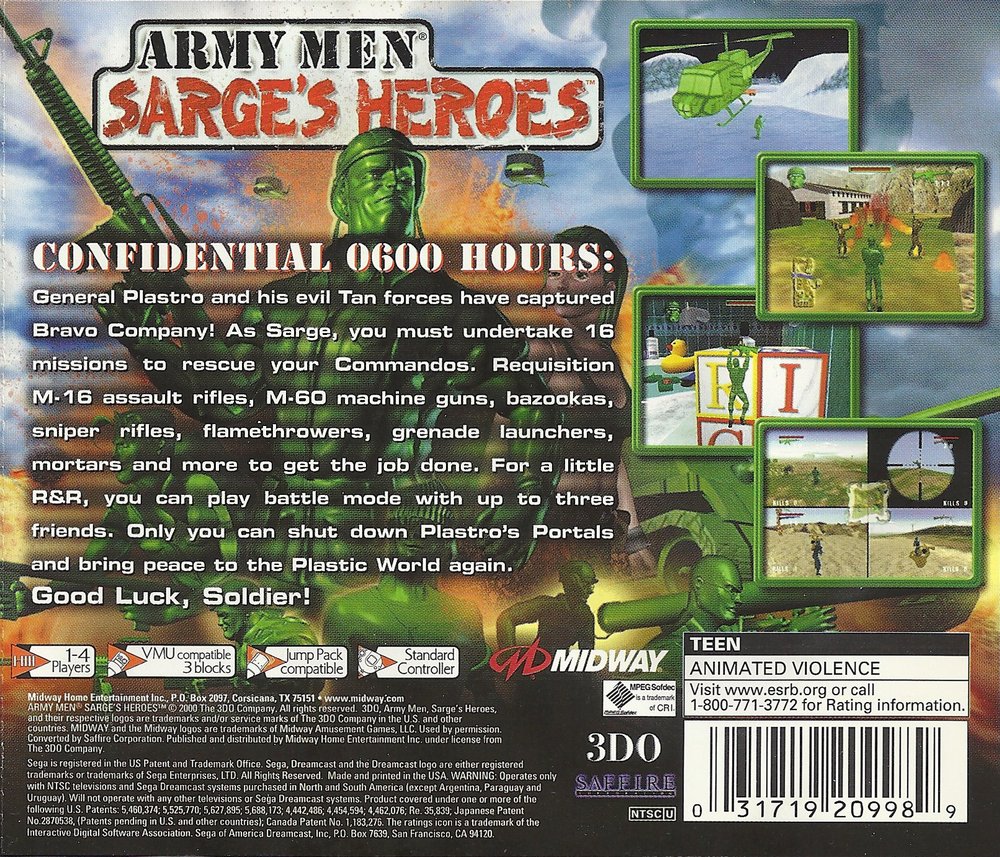 ARMY MEN®
SARGE'S HEROES™
CONFIDENTIAL 0600 HOURS:
General Plastro and his evil Tan forces have captured
Bravo Company! As Sarge, you must undertake 16
missions to rescue your Commandos. Requisition
M-16 assault rifles, M-60 machine guns, bazookas,
sniper rifles, flamethrowers, grenade launchers,
mortars and more to get the job done. For a little
R&R, you can play battle mode with up to three
friends. Only you can shut down Plastro's Portals
and bring peace to the Plastic World again.
Good Luck, Soldier!
1-4
Players
VMU compatible
3 blocks
Jump Pack
compatible
Standard
Controller
MIDWAY
Midway Home Entertainment Inc., P.O. Box 2097, Corsicana, TX 75151 • www.midway.com
ARMY MEN® SARGE'S HEROES™ © 2000 The 3DO Company. All rights reserved. 3DO, Army Men, Sarge's Heroes,
and their respective logos are trademarks and/or service marks of The 3DO Company in the U.S. and other
countries. MIDWAY and the Midway logos are trademarks of Midway Amusement Games, LLC. Used by permission.
Converted by Saffire Corporation. Published and distributed by Midway Home Entertainment Inc. under license from
The 3DO Company.
Sega is registered in the US Patent and Trademark Office. Sega, Dreamcast and the Dreamcast logo are either registered
trademarks or trademarks of Sega Enterprises, LTD. All Rights Reserved. Made and printed in the USA. WARNING: Operates only
with NTSC televisions and Sega Dreamcast systems purchased in North and South America (except Argentina, Paraguay and
Uruguay). Will not operate with any other televisions or Sega Dreamcast systems. Product covered under one or more of the
following U.S. Patents: 5,460,374; 5,525,770; 5,627,895; 5,688,173; 4,442,486; 4,454,594; 4,462,076; Re. 35,839; Japanese Patent
No.2870538, (Patents pending in U.S. and other countries); Canada Patent No. 1,183,276. The ratings icon is a trademark of the
Interactive Digital Software Association. Sega of America Dreamcast, Inc, P.O. Box 7639, San Francisco, CA 94120.
MPEG Sofdec
is a trademark
of CRI.
MPEG Sofdec
3DO
SAFFIRE
NTSC U
TEEN
ANIMATED VIOLENCE
Visit www.esrb.org or call
1-800-771-3772 for Rating information.
0 31719 20998 9
I
KILLS 0
KILLS 0